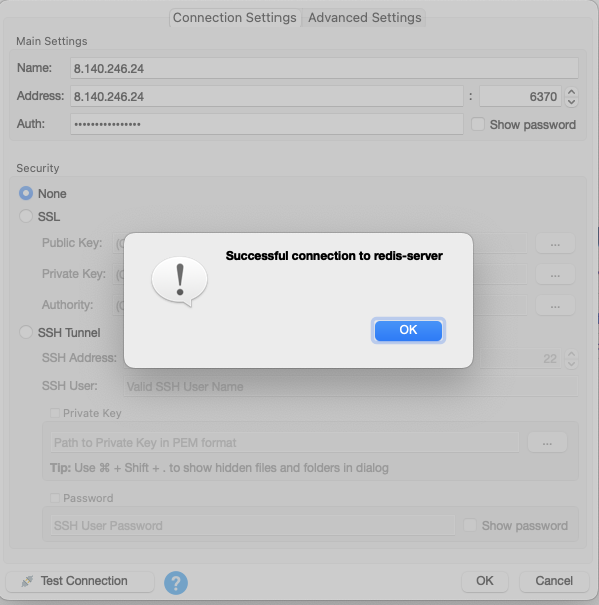 Connection Settings Advanced Settings
Main Settings
Name: 8.140.246.24
Address: 8.140.246.24 : 6370
Auth: •••••••••••••••• Show password
Security
None
SSL
Public Key: (O ...
Successful connection to redis-server
Private Key: (O ...
Authority: (O ...
OK
SSH Tunnel
SSH Address: 22
SSH User: Valid SSH User Name
Private Key
Path to Private Key in PEM format ...
Tip: Use ⌘ + Shift + . to show hidden files and folders in dialog
Password
SSH User Password Show password
Test Connection ? OK Cancel